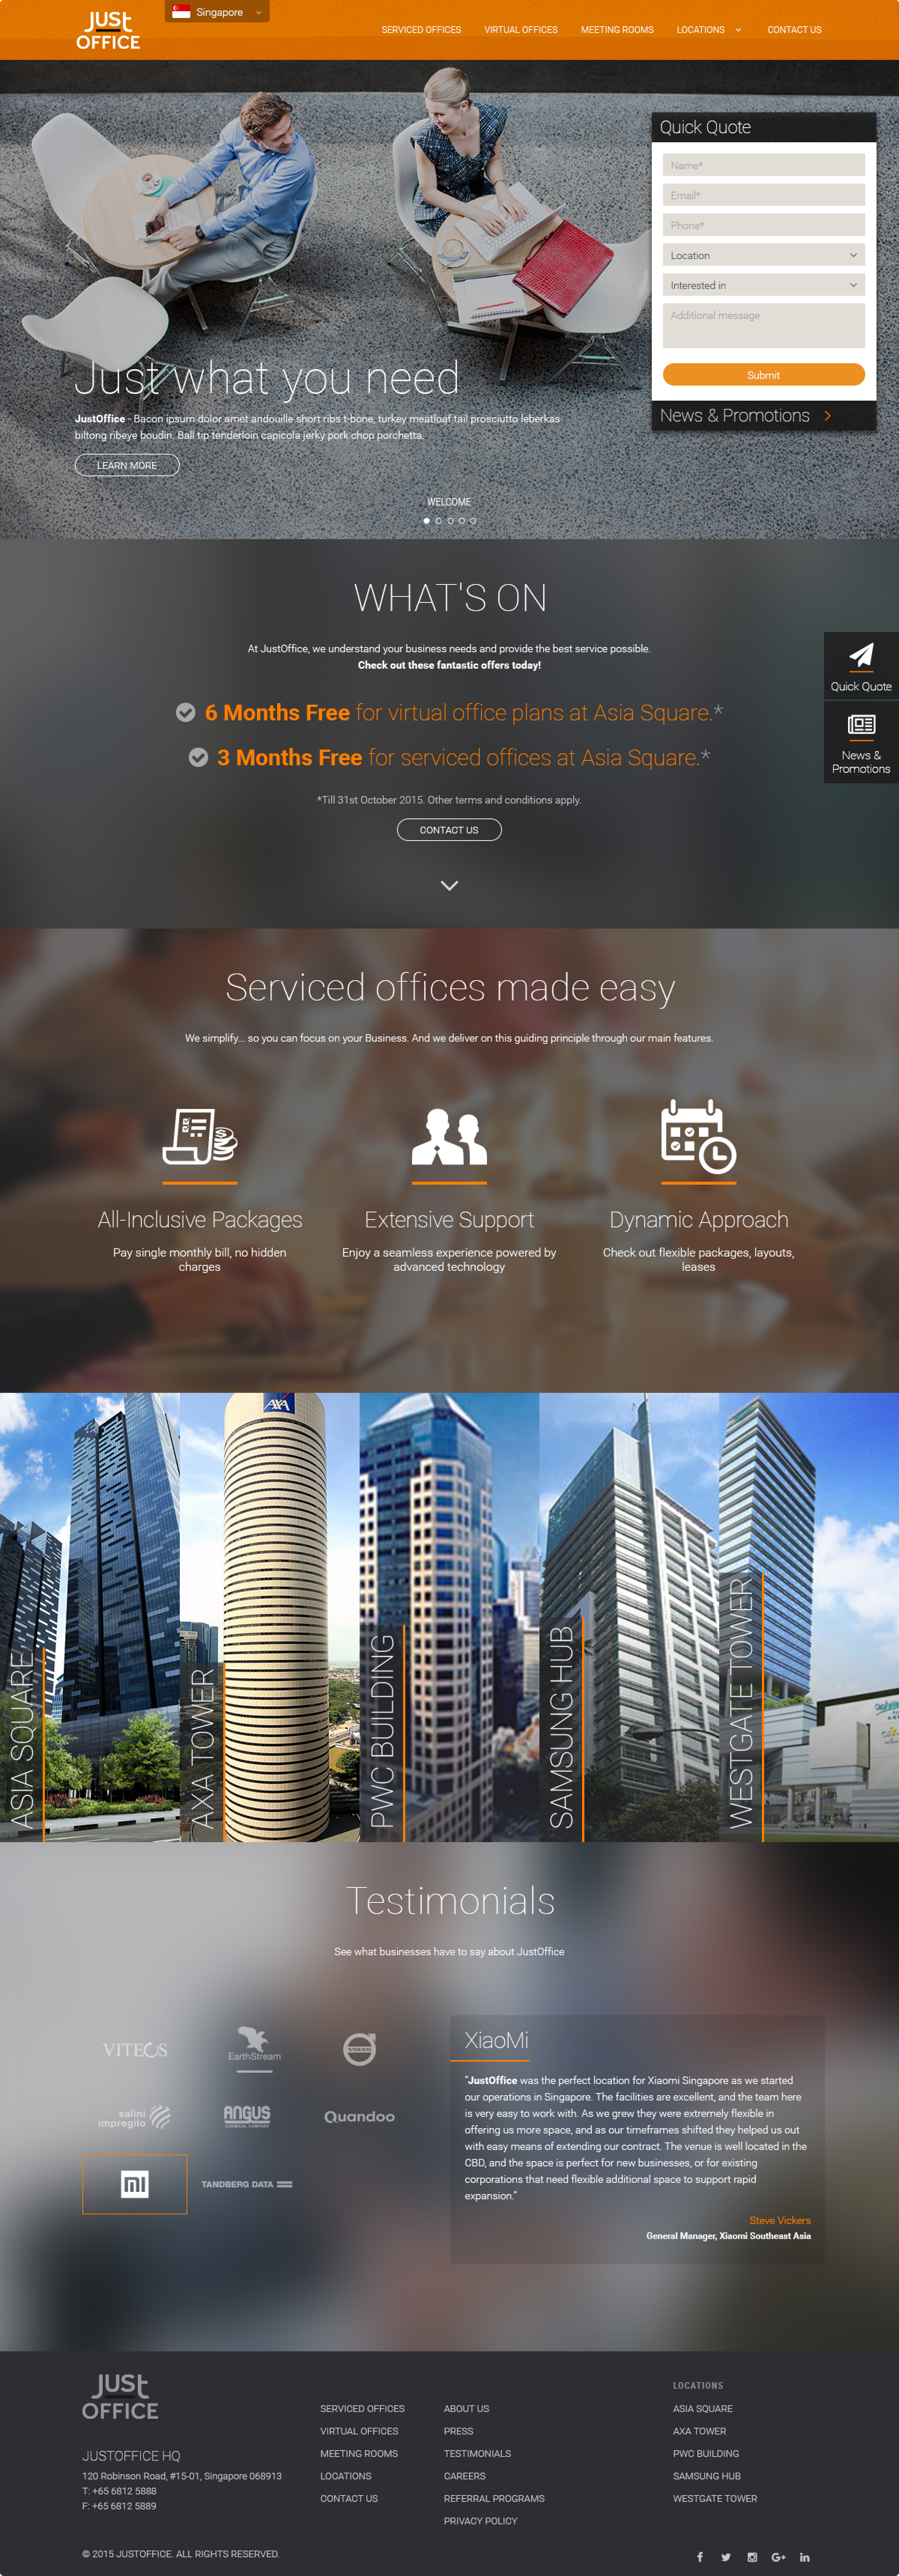 JUST
OFFICE
Singapore
SERVICED OFFICES
VIRTUAL OFFICES
MEETING ROOMS
LOCATIONS
CONTACT US
Quick Quote
Name*
Email*
Phone*
Location
Interested in
Additional message
Submit
News & Promotions
Just what you need
JustOffice - Bacon ipsum dolor amet andouille short ribs t-bone, turkey meatloaf tail prosciutto leberkas
biltong ribeye boudin. Ball tip tenderloin capicola jerky pork chop porchetta.
LEARN MORE
WELCOME
WHAT'S ON
At JustOffice, we understand your business needs and provide the best service possible.
Check out these fantastic offers today!
6 Months Free for virtual office plans at Asia Square.*
3 Months Free for serviced offices at Asia Square.*
*Till 31st October 2015. Other terms and conditions apply.
CONTACT US
Quick Quote
News &
Promotions
Serviced offices made easy
We simplify... so you can focus on your Business. And we deliver on this guiding principle through our main features.
All-Inclusive Packages
Pay single monthly bill, no hidden
charges
Extensive Support
Enjoy a seamless experience powered by
advanced technology
Dynamic Approach
Check out flexible packages, layouts,
leases
AXA
ASIA SQUARE
AXA TOWER
PWC BUILDING
SAMSUNG HUB
WESTGATE TOWER
Testimonials
See what businesses have to say about JustOffice
VITEOS
EarthStream
VOLVO
salini
impregilo
ANGUS
CHEMICAL COMPANY
Quandoo
mi
TANDBERG DATA
XiaoMi
"JustOffice was the perfect location for Xiaomi Singapore as we started
our operations in Singapore. The facilities are excellent, and the team here
is very easy to work with. As we grew they were extremely flexible in
offering us more space, and as our timeframes shifted they helped us out
with easy means of extending our contract. The venue is well located in the
CBD, and the space is perfect for new businesses, or for existing
corporations that need flexible additional space to support rapid
expansion."
Steve Vickers
General Manager, Xiaomi Southeast Asia
JUST
OFFICE
JUSTOFFICE HQ
120 Robinson Road, #15-01, Singapore 068913
T: +65 6812 5888
F: +65 6812 5889
SERVICED OFFICES
VIRTUAL OFFICES
MEETING ROOMS
LOCATIONS
CONTACT US
ABOUT US
PRESS
TESTIMONIALS
CAREERS
REFERRAL PROGRAMS
PRIVACY POLICY
LOCATIONS
ASIA SQUARE
AXA TOWER
PWC BUILDING
SAMSUNG HUB
WESTGATE TOWER
© 2015 JUSTOFFICE. ALL RIGHTS RESERVED.